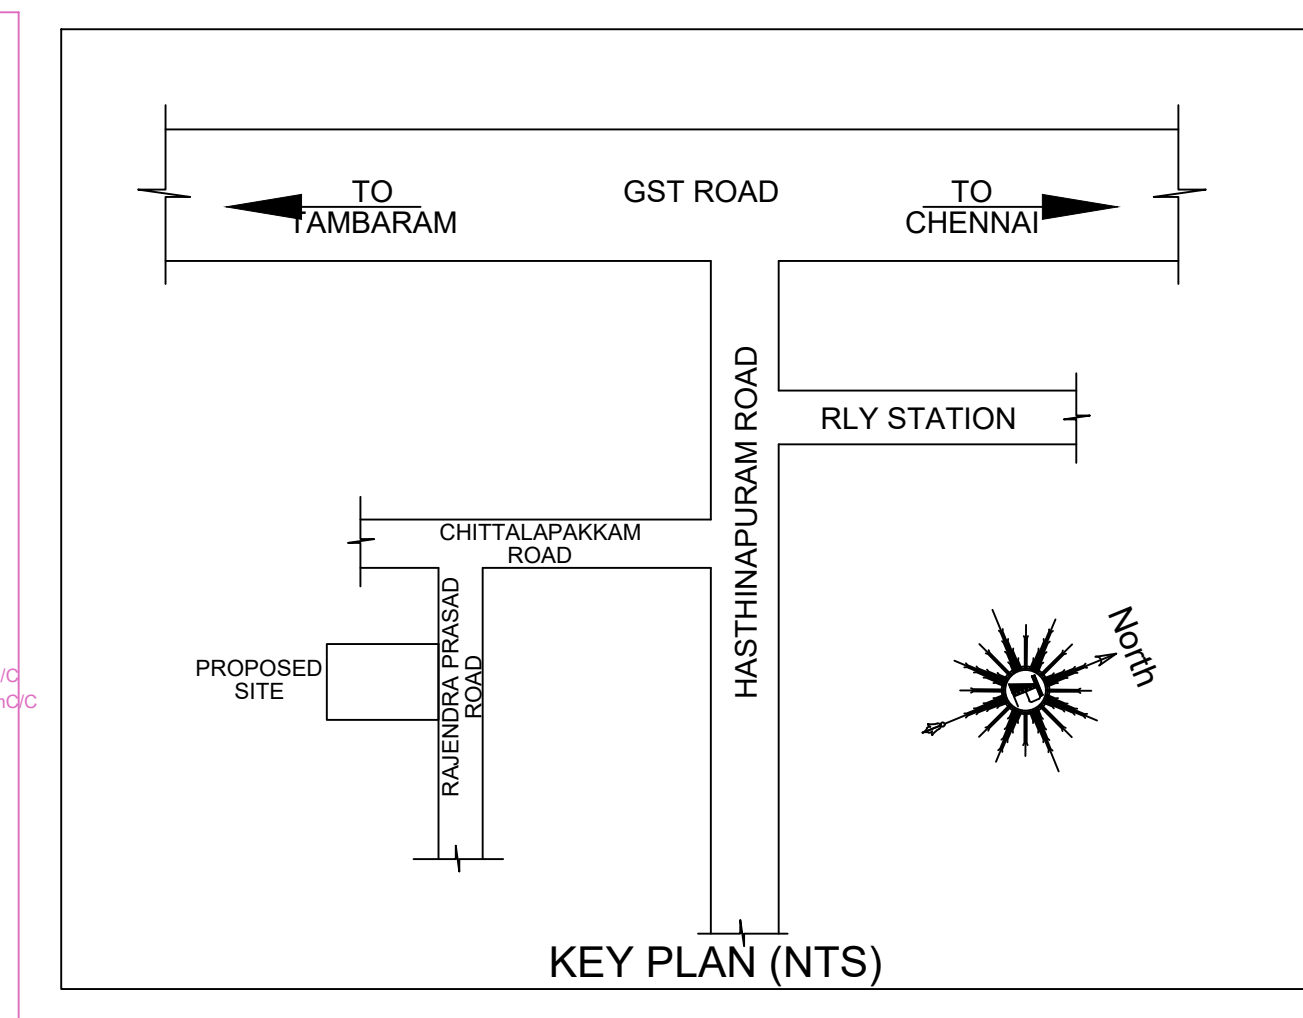 TO
TAMBARAM
GST ROAD
TO
CHENNAI
HASTHINAPURAM ROAD
RLY STATION
CHITTALAPAKKAM
ROAD
RAJENDRA PRASAD
ROAD
PROPOSED
SITE
North
/C
C/C
KEY PLAN (NTS)